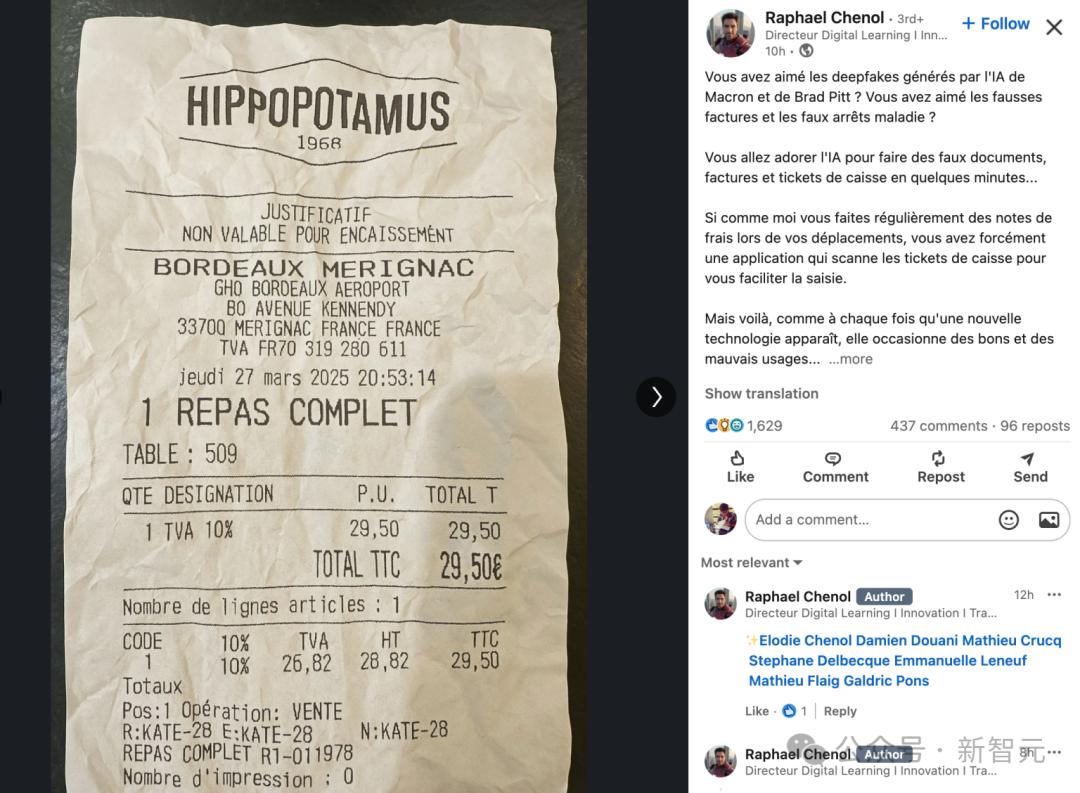 HIPPOPOTAMUS
1968
JUSTIFICATIF
NON VALABLE POUR ENCAISSEMENT
BORDEAUX MERIGNAC
GHO BORDEAUX AEROPORT
BO AVENUE KENNENDY
33700 MERIGNAC FRANCE FRANCE
TVA FR70 319 280 611
jeudi 27 mars 2025 20:53:14
1 REPAS COMPLET
TABLE : 509
QTE DESIGNATION P.U. TOTAL T
1 TVA 10% 29,50 29,50
TOTAL TTC 29,50€
Nombre de lignes articles : 1
CODE 10% TVA HT TTC
1 10% 26,82 28,82 29,50
Totaux
Pos:1 Opération: VENTE
R:KATE-28 E:KATE-28 N:KATE-28
REPAS COMPLET R1-011978
Nombre d'impression : 0
Raphael Chenol · 3rd+
+ Follow
Directeur Digital Learning I Inn...
10h ·
Vous avez aimé les deepfakes générés par l'IA de
Macron et de Brad Pitt ? Vous avez aimé les fausses
factures et les faux arrêts maladie ?
Vous allez adorer l'IA pour faire des faux documents,
factures et tickets de caisse en quelques minutes...
Si comme moi vous faites régulièrement des notes de
frais lors de vos déplacements, vous avez forcément
une application qui scanne les tickets de caisse pour
vous faciliter la saisie.
Mais voilà, comme à chaque fois qu'une nouvelle
technologie apparaît, elle occasionne des bons et des
mauvais usages... ...more
Show translation
1,629 437 comments · 96 reposts
Like Comment Repost Send
Add a comment...
Most relevant
Raphael Chenol Author 12h
Directeur Digital Learning I Innovation I Tra...
✨Elodie Chenol Damien Douani Mathieu Crucq
Stephane Delbecque Emmanuelle Leneuf
Mathieu Flaig Galdric Pons
Like · 1 | Reply
Raphael Chenol Author 8h
Directeur Digital Learning I Innovation I Tra...
公众号 · 新智元